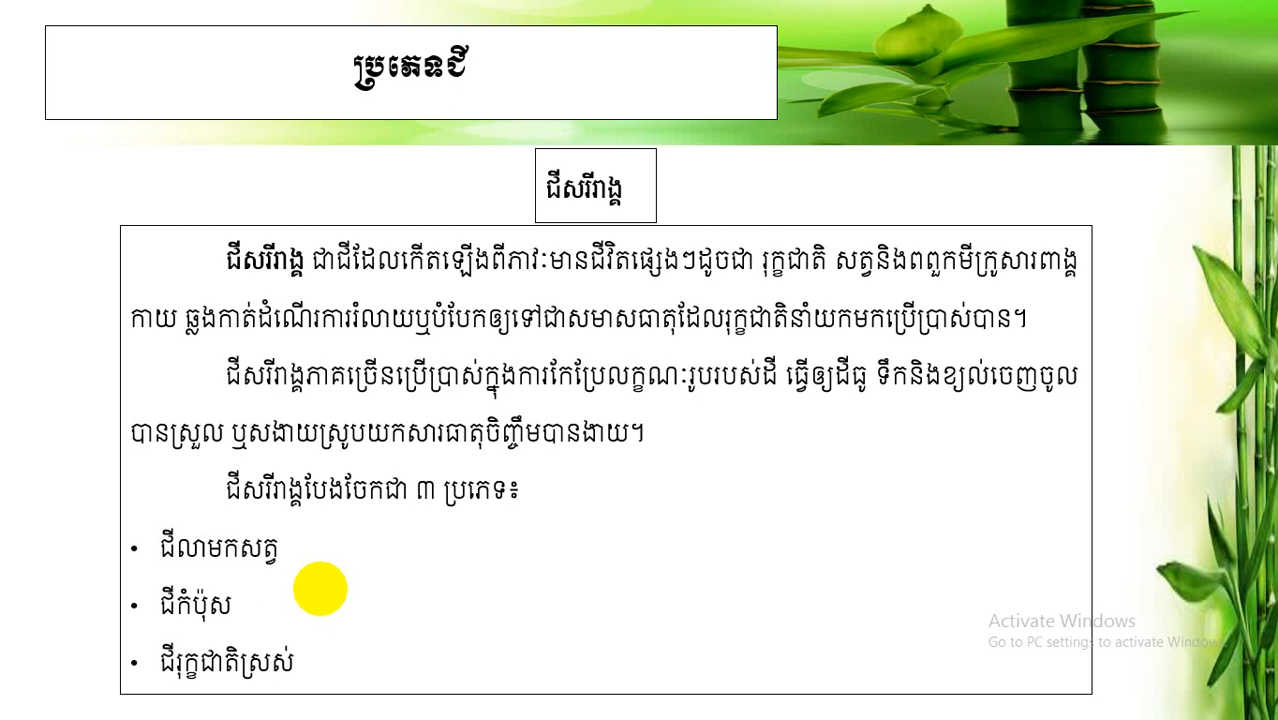 ប្រភេទជី
ជីសរីរាង្គ
ជីសរីរាង្គ ជាជីដែលកើតឡើងពីភាវៈមានជីវិតផ្សេងៗដូចជា រុក្ខជាតិ សត្វនិងពពួកមីក្រូសារពាង្គ
កាយ ឆ្លងកាត់ដំណើរការរំលាយឬបំបែកឲ្យទៅជាសមាសធាតុដែលរុក្ខជាតិនាំយកមកប្រើប្រាស់បាន។
ជីសរីរាង្គភាគច្រើនប្រើប្រាស់ក្នុងការកែប្រែលក្ខណៈរូបរបស់ដី ធ្វើឲ្យដីធូ ទឹកនិងខ្យល់ចេញចូល
បានស្រួល ឬសងាយស្រូបយកសារធាតុចិញ្ចឹមបានងាយ។
ជីសរីរាង្គបែងចែកជា ៣ ប្រភេទ៖
• ជីលាមកសត្វ
• ជីកំប៉ុស
• ជីរុក្ខជាតិស្រស់
Activate Windows
Go to PC settings to activate Windows.